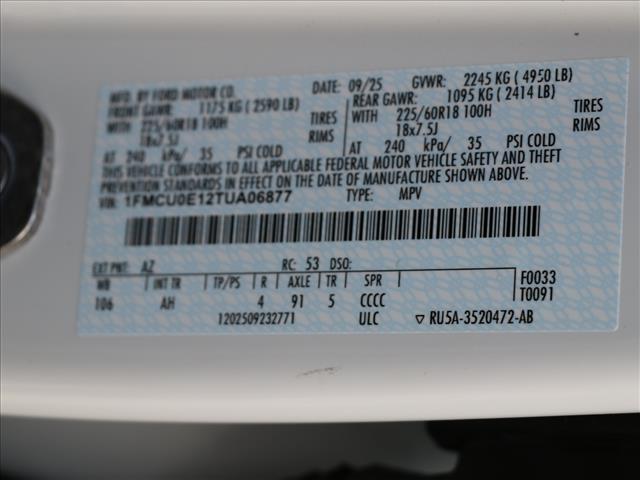 MFD. BY FORD MOTOR CO. DATE: 09/25 GVWR: 2245 KG ( 4950 LB)
FRONT GAWR: 1175 KG ( 2590 LB) REAR GAWR: 1095 KG ( 2414 LB)
WITH 225/60R18 100H TIRES WITH 225/60R18 100H TIRES
18x7.5J RIMS 18x7.5J RIMS
AT 240 kPa/ 35 PSI COLD AT 240 kPa/ 35 PSI COLD
THIS VEHICLE CONFORMS TO ALL APPLICABLE FEDERAL MOTOR VEHICLE SAFETY AND THEFT
PREVENTION STANDARDS IN EFFECT ON THE DATE OF MANUFACTURE SHOWN ABOVE.
VIN: 1FMCU0E12TUA06877 TYPE: MPV
EXT PNT: AZ RC: 53 DSO:
WB INT TR TP/PS R AXLE TR SPR F0033
106 AH 4 91 5 CCCC T0091
1202509232771 ULC ▽ RU5A-3520472-AB